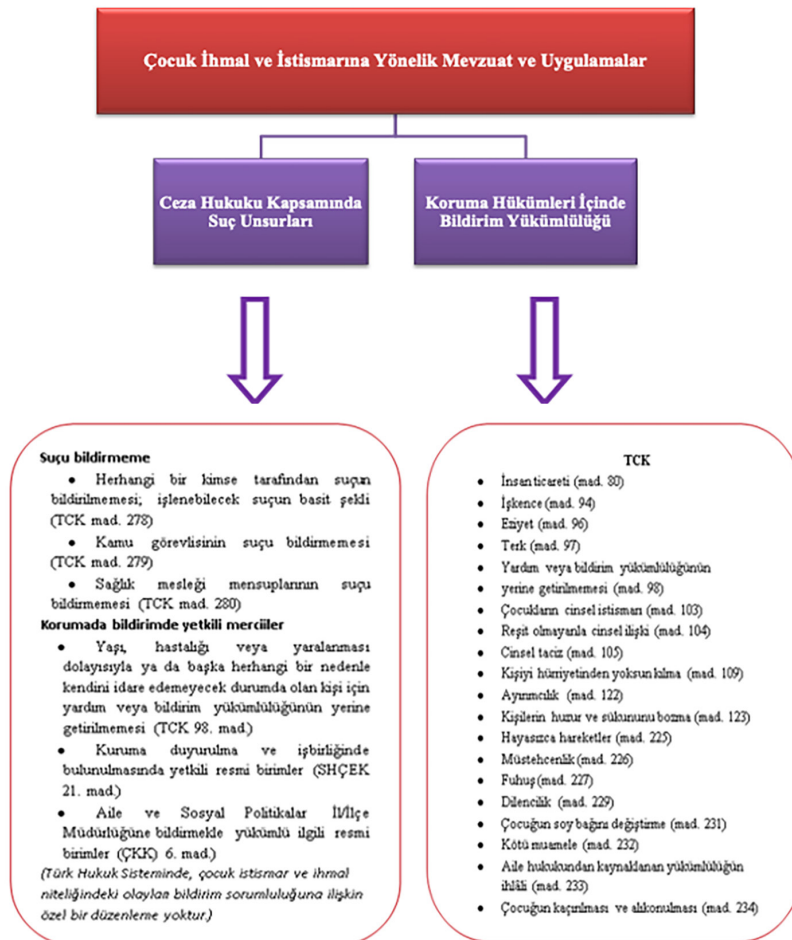 Çocuk İhmal ve İstismarına Yönelik Mevzuat ve Uygulamalar
Ceza Hukuku Kapsamında
Suç Unsurları
Koruma Hükümleri İçinde
Bildirim Yükümlülüğü
Suçu bildirmeme
• Herhangi bir kimse tarafından suçun
bildirilmemesi; işlenebilecek suçun basit şekli
(TCK mad. 278)
• Kamu görevlisinin suçu bildirmemesi
(TCK mad. 279)
• Sağlık mesleği mensuplarının suçu
bildirmemesi (TCK mad. 280)
Korumada bildirimde yetkili merciiler
• Yaşı, hastalığı veya yaralanması
dolayısıyla ya da başka herhangi bir nedenle
kendini idare edemeyecek durumda olan kişi için
yardım veya bildirim yükümlülüğünün yerine
getirilmemesi (TCK 98. mad.)
• Kuruma duyurulma ve işbirliğinde
bulunulmasında yetkili resmi birimler (SHÇEK
21. mad.)
• Aile ve Sosyal Politikalar İl/İlçe
Müdürlüğüne bildirmekle yükümlü ilgili resmi
birimler (ÇKK) 6. mad.)
(Türk Hukuk Sisteminde, çocuk istismar ve ihmal
niteliğindeki olayları bildirim sorumluluğuna ilişkin
özel bir düzenleme yoktur.)
TCK
• İnsan ticareti (mad. 80)
• İşkence (mad. 94)
• Eziyet (mad. 96)
• Terk (mad. 97)
• Yardım veya bildirim yükümlülüğünün
• yerine getirilmemesi (mad. 98)
• Çocukların cinsel istismarı (mad. 103)
• Reşit olmayanla cinsel ilişki (mad. 104)
• Cinsel taciz (mad. 105)
• Kişiyi hürriyetinden yoksun kılma (mad. 109)
• Ayırımcılık (mad. 122)
• Kişilerin huzur ve sükununu bozma (mad. 123)
• Hayasızca hareketler (mad. 225)
• Müstehcenlik (mad. 226)
• Fuhuş (mad. 227)
• Dilencilik (mad. 229)
• Çocuğun soy bağını değiştirme (mad. 231)
• Kötü muamele (mad. 232)
• Aile hukukundan kaynaklanan yükümlülüğün
ihlâli (mad. 233)
• Çocuğun kaçırılması ve alıkonulması (mad. 234)